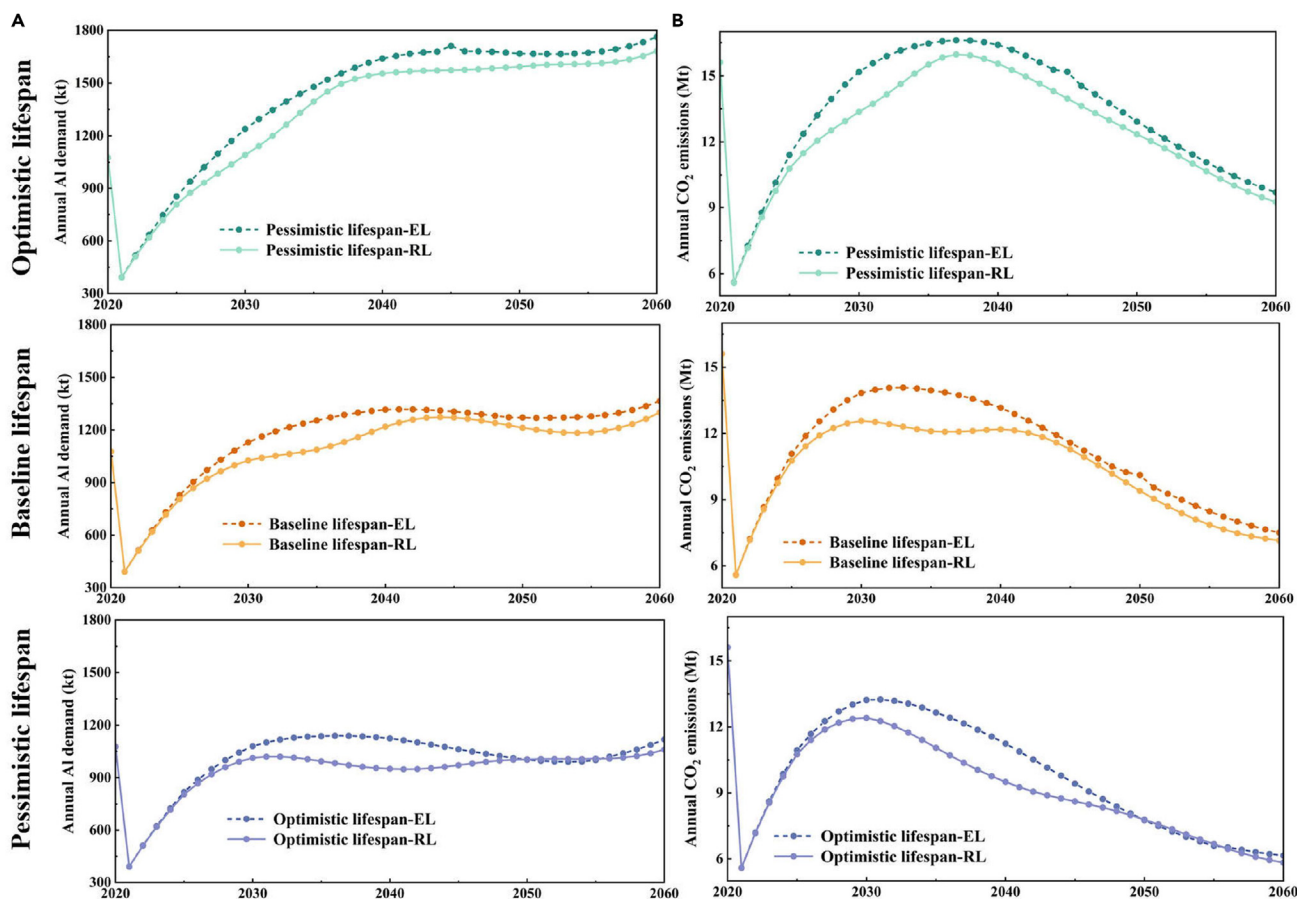 A
B
Optimistic lifespan
Annual Al demand (kt)
1800
1500
1200
900
600
300
Pessimistic lifespan-EL
Pessimistic lifespan-RL
2020 2030 2040 2050 2060
Annual CO2 emissions (Mt)
15
12
9
6
Pessimistic lifespan-EL
Pessimistic lifespan-RL
2020 2030 2040 2050 2060
Baseline lifespan
Annual Al demand (kt)
1800
1500
1200
900
600
300
Baseline lifespan-EL
Baseline lifespan-RL
2020 2030 2040 2050 2060
Annual CO2 emissions (Mt)
15
12
9
6
Baseline lifespan-EL
Baseline lifespan-RL
2020 2030 2040 2050 2060
Pessimistic lifespan
Annual Al demand (kt)
1800
1500
1200
900
600
300
Optimistic lifespan-EL
Optimistic lifespan-RL
2020 2030 2040 2050 2060
Annual CO2 emissions (Mt)
15
12
9
6
Optimistic lifespan-EL
Optimistic lifespan-RL
2020 2030 2040 2050 2060